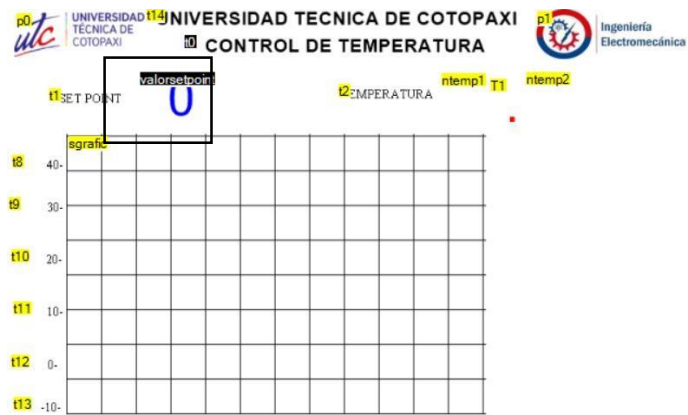 p0 UNIVERSIDAD TÉCNICA DE COTOPAXI
utc
t14 UNIVERSIDAD TECNICA DE COTOPAXI
t0 CONTROL DE TEMPERATURA
p1 Ingeniería
Electromecánica
t1 SET POINT
valorsetpoint
0
t2 TEMPERATURA
ntemp1 T1 ntemp2
.
sgrafic
t8 40-
t9 30-
t10 20-
t11 10-
t12 0-
t13 -10-